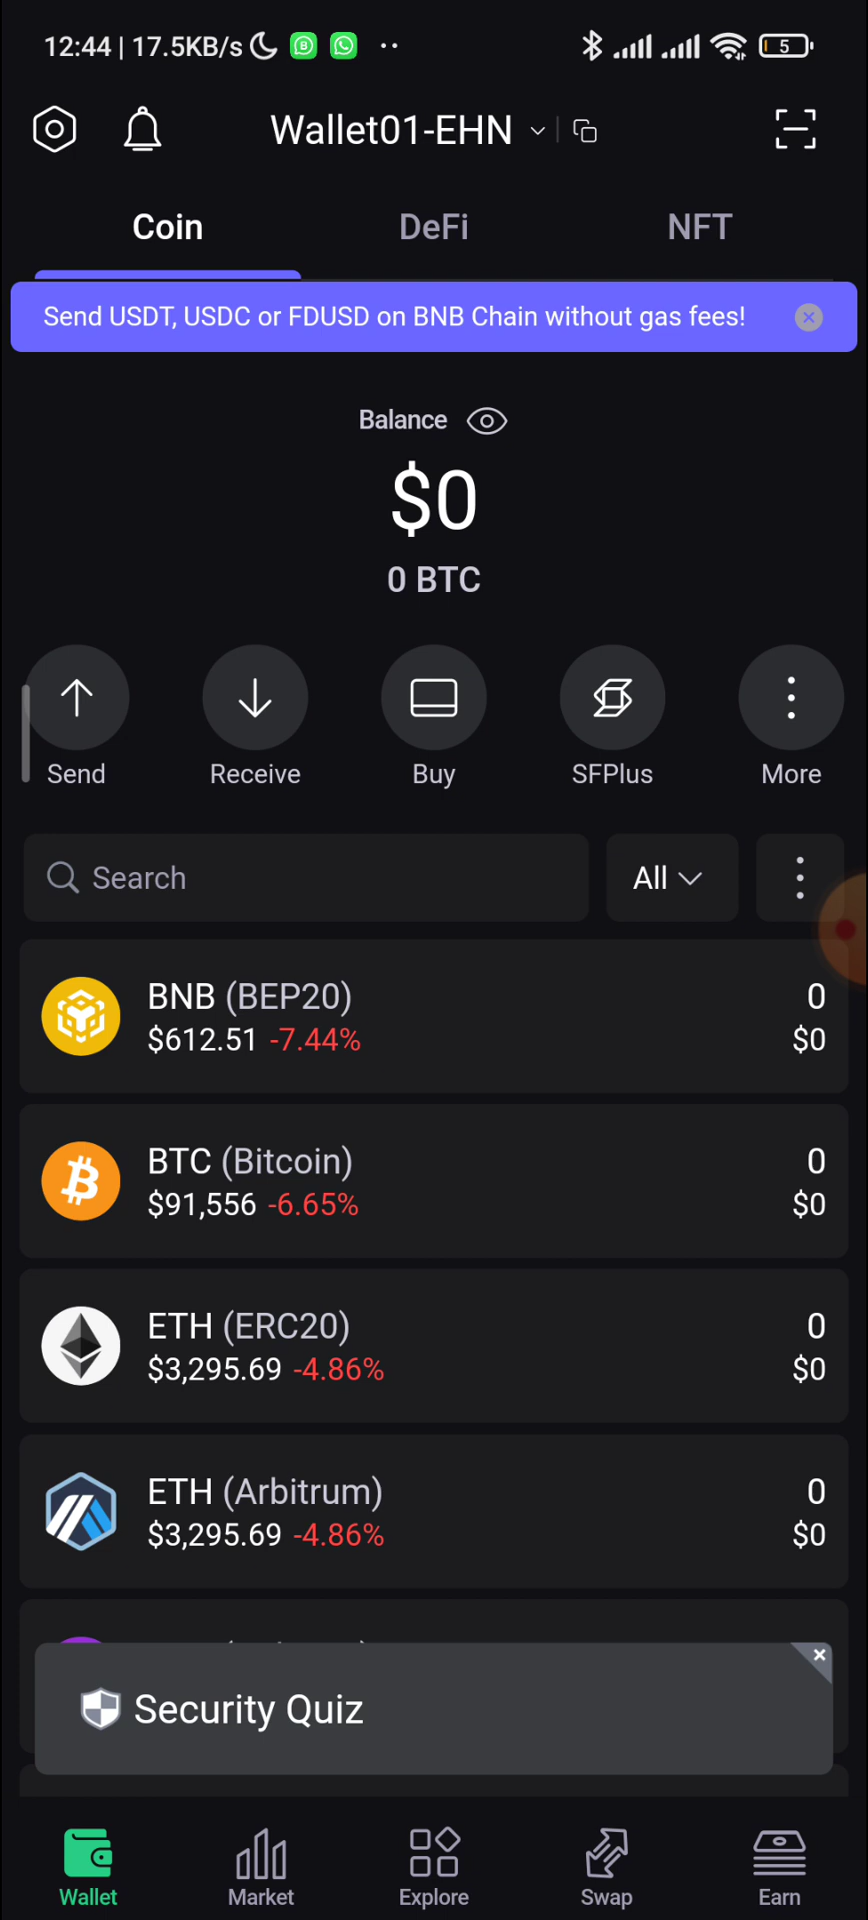 12:44 | 17.5KB/s
5
Wallet01-EHN
Coin DeFi NFT
Send USDT, USDC or FDUSD on BNB Chain without gas fees!
Balance
$0
0 BTC
Send Receive Buy SFPlus More
Search All
BNB (BEP20) 0
$612.51 -7.44% $0
BTC (Bitcoin) 0
$91,556 -6.65% $0
ETH (ERC20) 0
$3,295.69 -4.86% $0
ETH (Arbitrum) 0
$3,295.69 -4.86% $0
Security Quiz
Wallet Market Explore Swap Earn